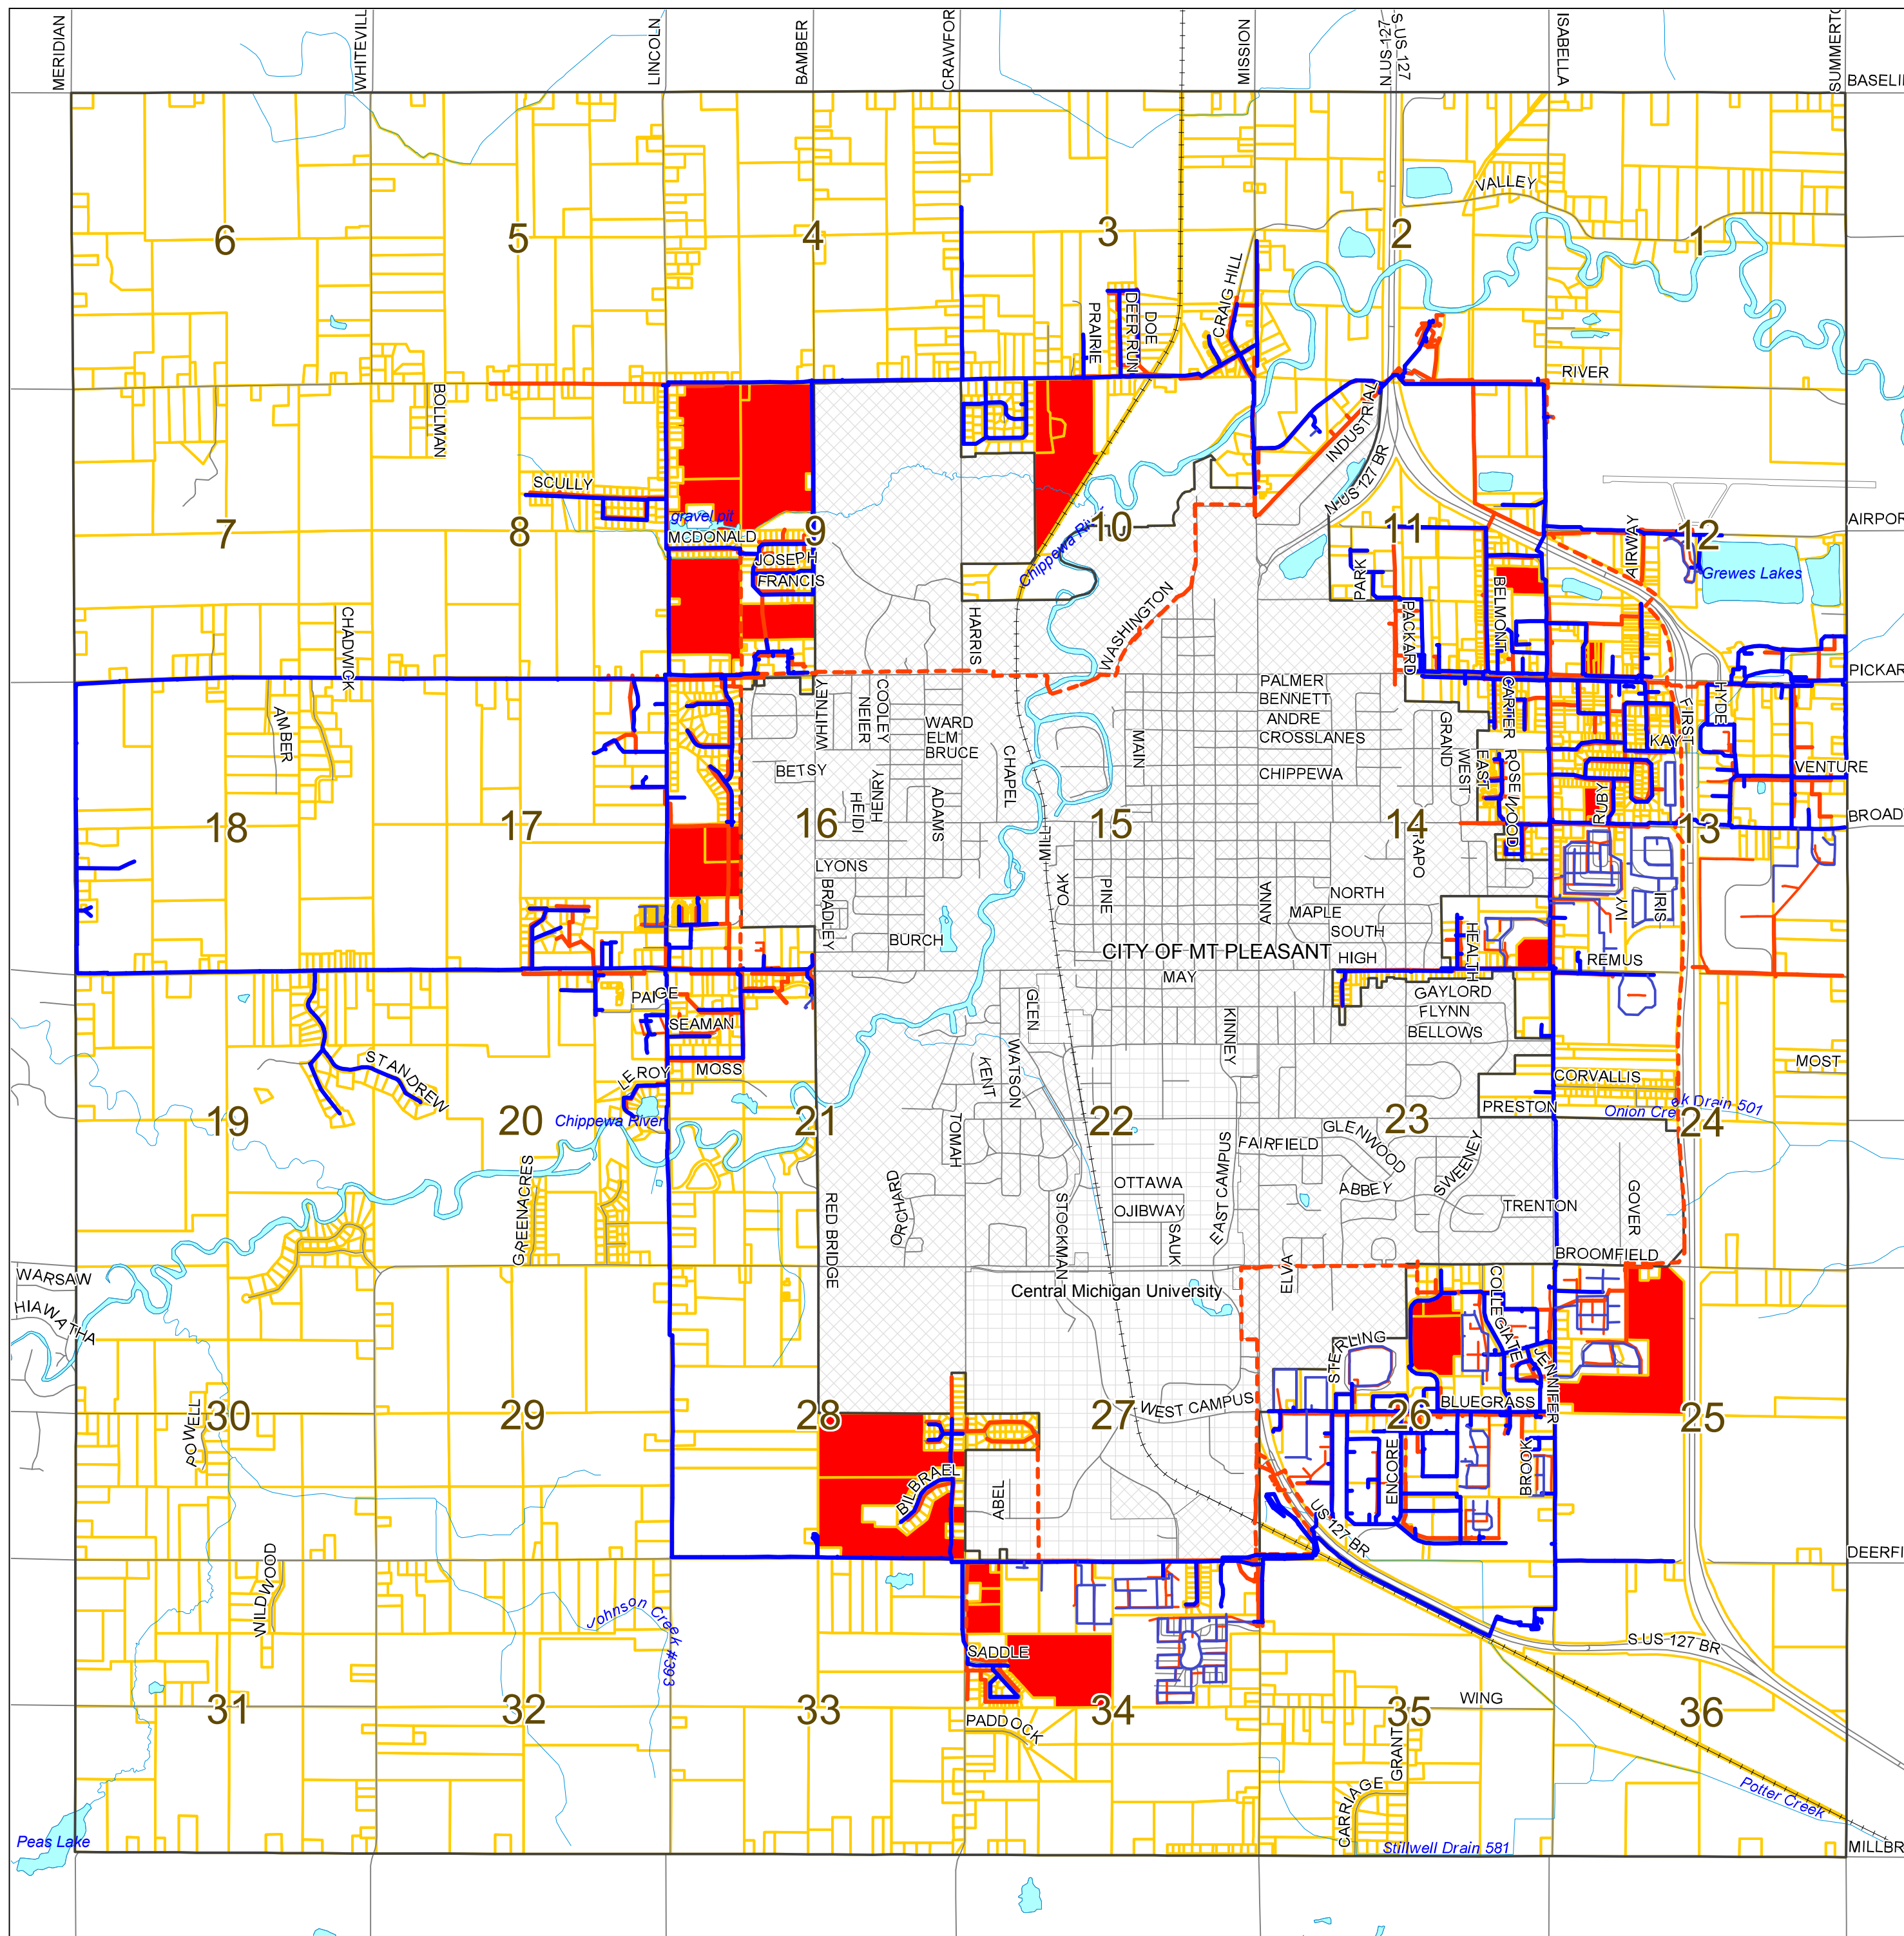 MERIDIAN
WHITEVILL
LINCOLN
BAMBER
CRAWFOR
MISSION
N US 127
S US 127
ISABELLA
SUMMERTO
BASELIN
VALLEY
6
5
4
3
2
1
CRAIG HILL
PRAIRIE
DEER RUN
DOE
RIVER
BOLLMAN
INDUSTRIAL
N US 127 BR
SCULLY
gravel pit
MCDONALD
JOSEPH
FRANCIS
7
8
9
10
11
12
Chippewa River
AIRPOR
AIRWAY
Grewes Lakes
PARK
BELMONT
PACKARD
CHADWICK
HARRIS
WASHINGTON
PICKAR
AMBER
WHITNEY
NEIER
COOLEY
WARD
ELM
BRUCE
PALMER
BENNETT
ANDRE
CROSSLANES
CHIPPEWA
MAIN
CHAPEL
BETSY
HEIDI
HENRY
ADAMS
GRAND
WEST
EAST
CARTER
ROSEWOOD
HYDE
FIRST
KAY
VENTURE
RUBY
BROAD
18
17
16
15
14
13
MILL
LYONS
BRADLEY
BURCH
OAK
PINE
ANNA
NORTH
MAPLE
SOUTH
HIGH
CITY OF MT PLEASANT
MAY
HEALTH
IVY
IRIS
REMUS
PAIGE
SEAMAN
GAYLORD
FLYNN
BELLOWS
GLEN
KINNEY
ST ANDREW
LE ROY
MOSS
KENT
WATSON
CORVALLIS
MOST
PRESTON
Onion Cre
ek Drain 501
Chippewa River
19
20
21
22
23
24
TOMAH
FAIRFIELD
GLENWOOD
SWEENEY
EAST CAMPUS
GREENACRES
ORCHARD
RED BRIDGE
STOCKMAN
OTTAWA
OJIBWAY
SAUK
ABBEY
TRENTON
GOVER
BROOMFIELD
WARSAW
HIAWATHA
Central Michigan University
ELVA
COLLEGIATE
STERLING
JENNIFER
BLUEGRASS
WEST CAMPUS
30
29
28
27
26
25
POWELL
BILBRAEL
ABEL
ENCORE
BROOK
US 127 BR
DEERFI
WILDWOOD
Johnson Creek #393
SADDLE
S US 127 BR
WING
31
32
33
34
35
36
PADDOCK
GRANT
CARRIAGE
Potter Creek
Peas Lake
Stillwell Drain 581
MILLBR